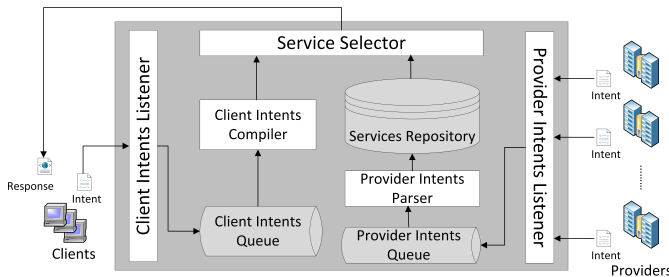 Service Selector
Client Intents Listener
Client Intents
Compiler
Services Repository
Provider Intents Listener
Intent
Intent
Intent
Response
Intent
Clients
Client Intents
Queue
Provider Intents
Parser
Provider Intents
Queue
Providers